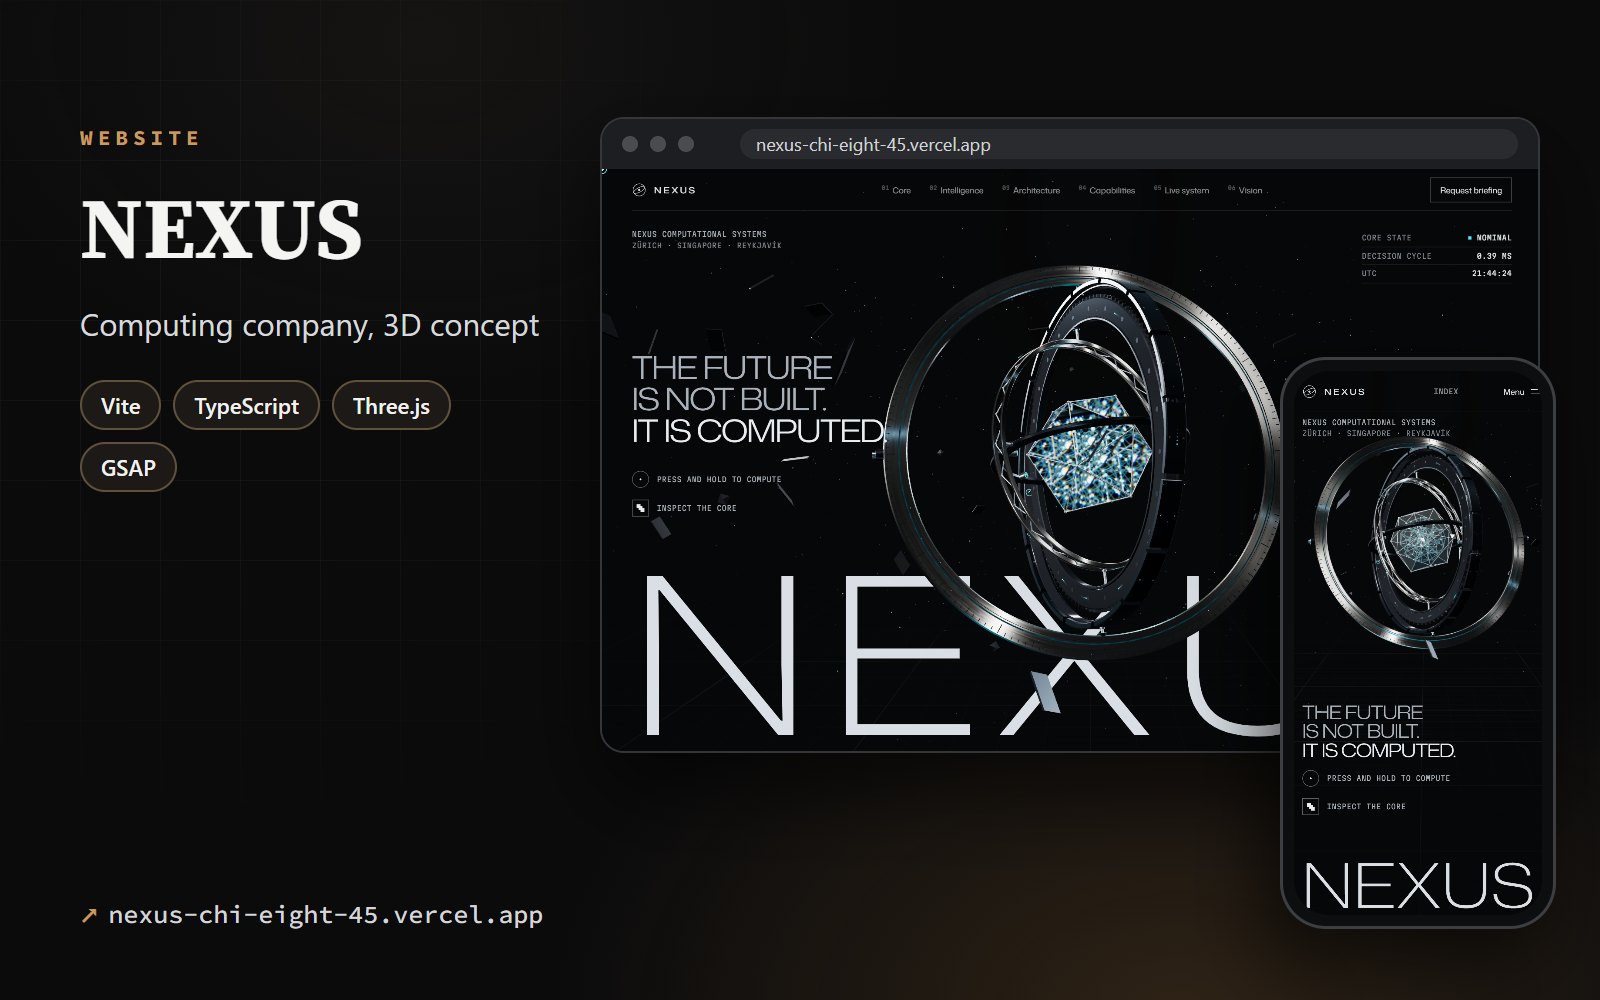 WEBSITE
NEXUS
Computing company, 3D concept
Vite
TypeScript
Three.js
GSAP
↗ nexus-chi-eight-45.vercel.app
nexus-chi-eight-45.vercel.app
NEXUS
01 Core
02 Intelligence
03 Architecture
04 Capabilities
05 Live system
06 Vision
Request briefing
NEXUS COMPUTATIONAL SYSTEMS
ZÜRICH · SINGAPORE · REYKJAVÍK
CORE STATE NOMINAL
DECISION CYCLE 0.39 MS
UTC 21:44:24
THE FUTURE
IS NOT BUILT.
IT IS COMPUTED.
PRESS AND HOLD TO COMPUTE
INSPECT THE CORE
NEXU
NEXUS
INDEX
Menu
NEXUS COMPUTATIONAL SYSTEMS
ZÜRICH · SINGAPORE · REYKJAVÍK
THE FUTURE
IS NOT BUILT.
IT IS COMPUTED.
PRESS AND HOLD TO COMPUTE
INSPECT THE CORE
NEXUS